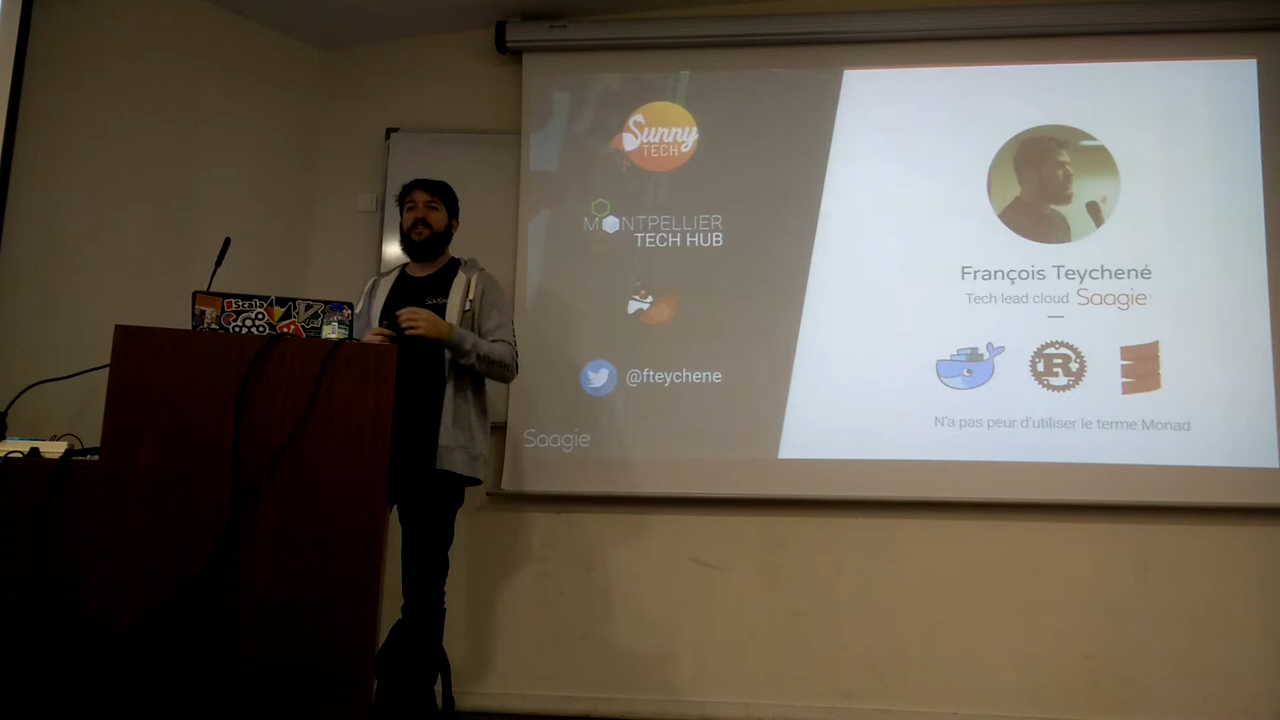 Sunny
TECH
MONTPELLIER
TECH HUB
@fteychene
Saagie
François Teychené
Tech lead cloud Saagie
R
N'a pas peur d'utiliser le terme Monad
Scala